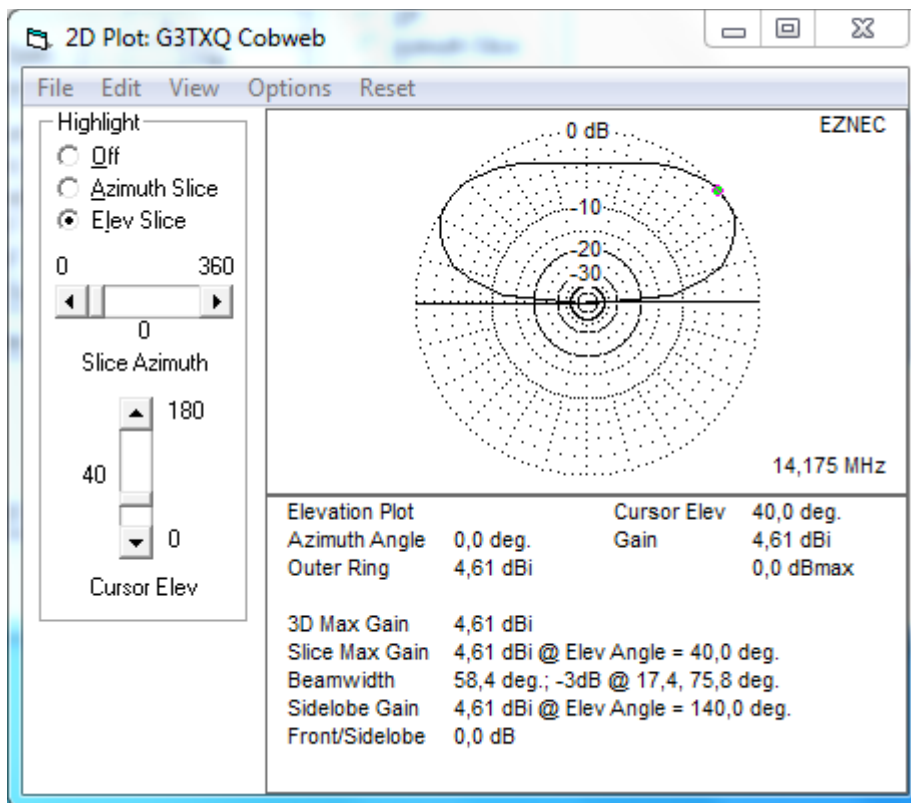 2D Plot: G3TXQ Cobweb
File Edit View Options Reset
Highlight
Off
Azimuth Slice
Elev Slice
0 360
0
Slice Azimuth
180
40
0
Cursor Elev
EZNEC
0 dB
-10
-20
-30
14,175 MHz
Elevation Plot Cursor Elev 40,0 deg.
Azimuth Angle 0,0 deg. Gain 4,61 dBi
Outer Ring 4,61 dBi 0,0 dBmax
3D Max Gain 4,61 dBi
Slice Max Gain 4,61 dBi @ Elev Angle = 40,0 deg.
Beamwidth 58,4 deg.; -3dB @ 17,4, 75,8 deg.
Sidelobe Gain 4,61 dBi @ Elev Angle = 140,0 deg.
Front/Sidelobe 0,0 dB